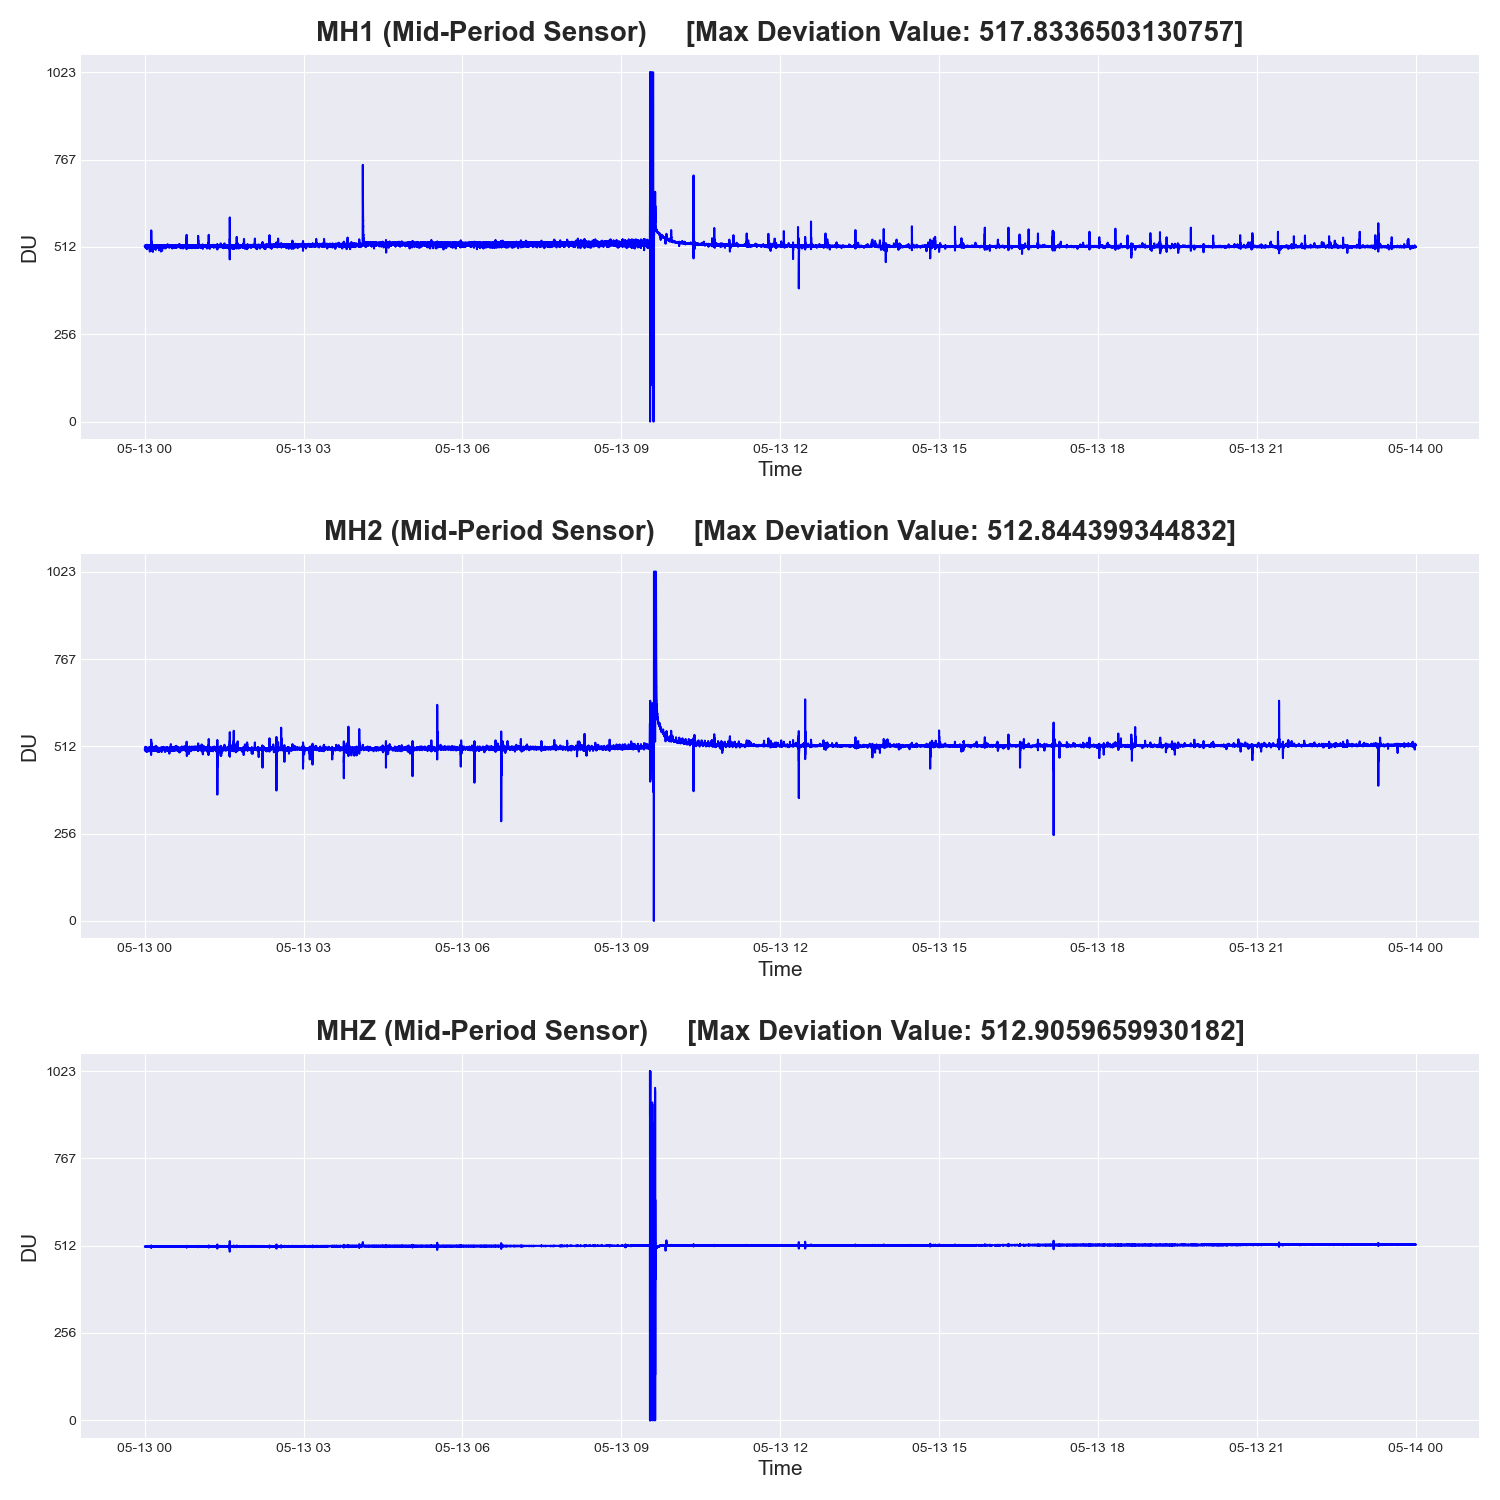 MH1 (Mid-Period Sensor)     [Max Deviation Value: 517.8336503130757]
1023
767
512
256
0
DU
05-13 00 05-13 03 05-13 06 05-13 09 05-13 12 05-13 15 05-13 18 05-13 21 05-14 00
Time
MH2 (Mid-Period Sensor)     [Max Deviation Value: 512.844399344832]
1023
767
512
256
0
DU
05-13 00 05-13 03 05-13 06 05-13 09 05-13 12 05-13 15 05-13 18 05-13 21 05-14 00
Time
MHZ (Mid-Period Sensor)     [Max Deviation Value: 512.9059659930182]
1023
767
512
256
0
DU
05-13 00 05-13 03 05-13 06 05-13 09 05-13 12 05-13 15 05-13 18 05-13 21 05-14 00
Time